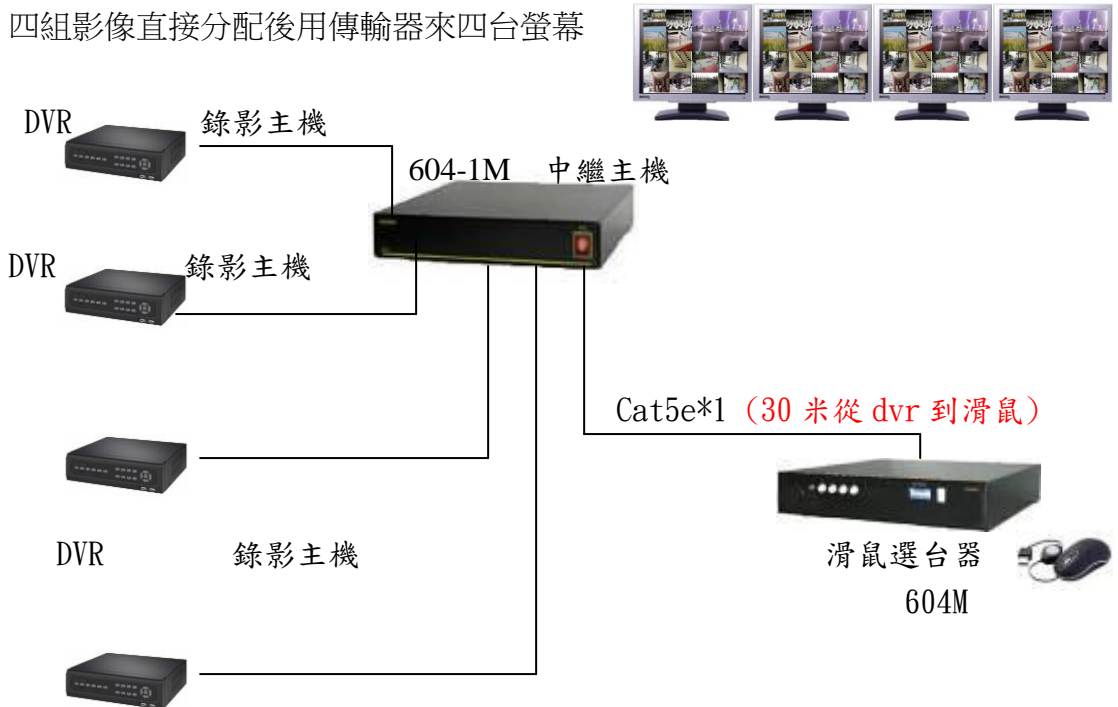 四組影像直接分配後用傳輸器來四台螢幕
DVR 錄影主機
604-1M 中繼主機
DVR 錄影主機
Cat5e*1（30 米從 dvr 到滑鼠）
DVR 錄影主機
滑鼠選台器
604M